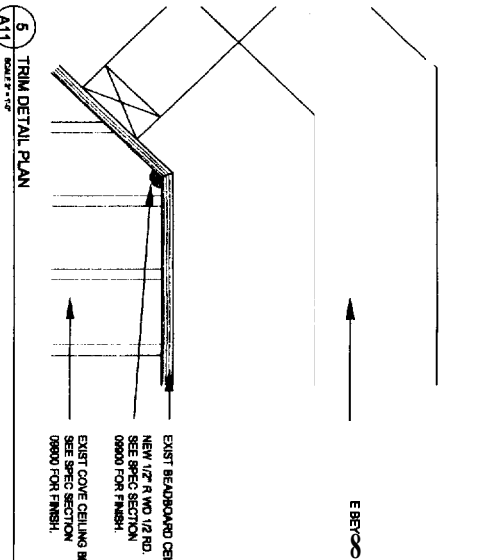 E BEYO
EXIST BEADBOARD CE
NEW 1/2" R WD 1/2 RD.
SEE SPEC SECTION
09900 FOR FINISH.
EXIST COVE CEILING B
SEE SPEC SECTION
09900 FOR FINISH.
5
A11
TRIM DETAIL PLAN